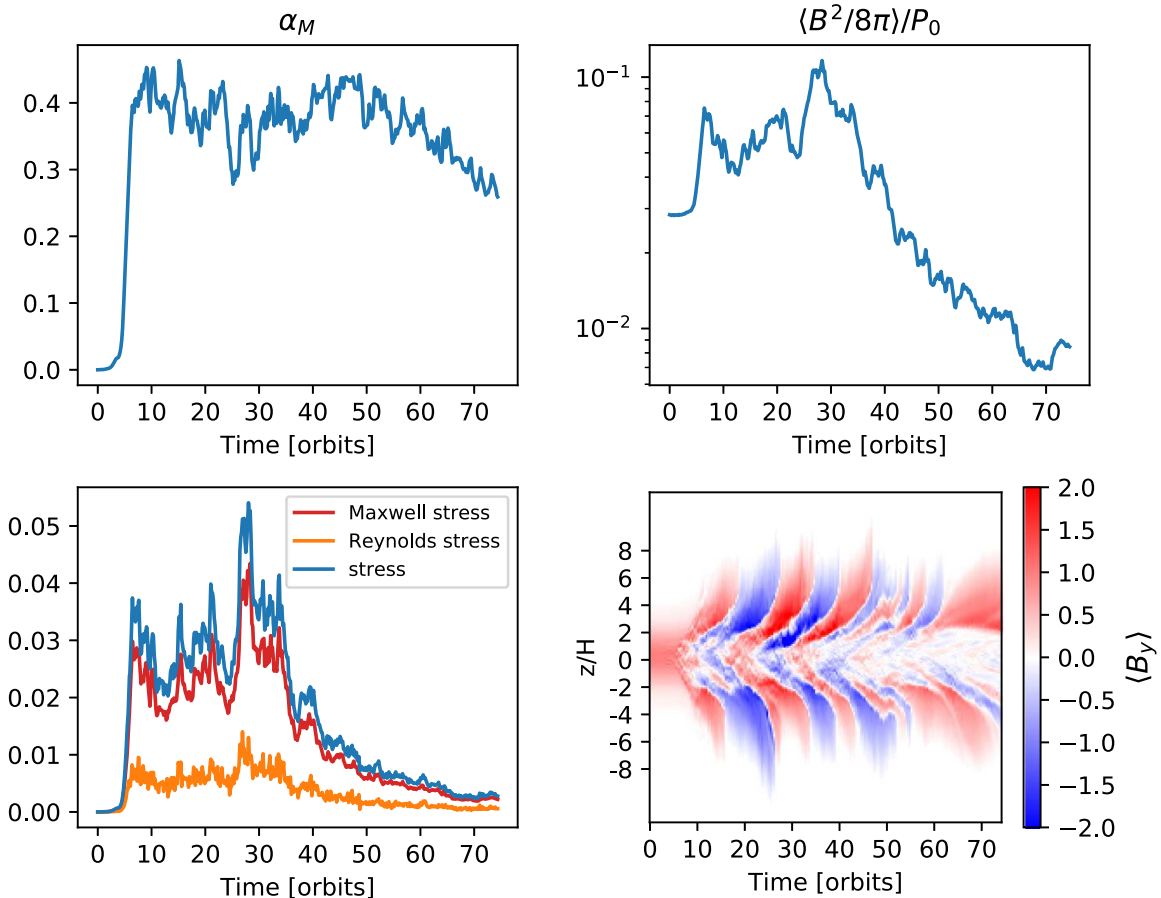 α_M
0.4
0.3
0.2
0.1
0.0
0 10 20 30 40 50 60 70
Time [orbits]
⟨B²/8π⟩/P₀
10⁻¹
10⁻²
0 10 20 30 40 50 60 70
Time [orbits]
0.05
0.04
0.03
0.02
0.01
0.00
Maxwell stress
Reynolds stress
stress
0 10 20 30 40 50 60 70
Time [orbits]
z/H
8
6
4
2
0
-2
-4
-6
-8
0 10 20 30 40 50 60 70
Time [orbits]
2.0
1.5
1.0
0.5
0.0
−0.5
−1.0
−1.5
−2.0
⟨B_y⟩